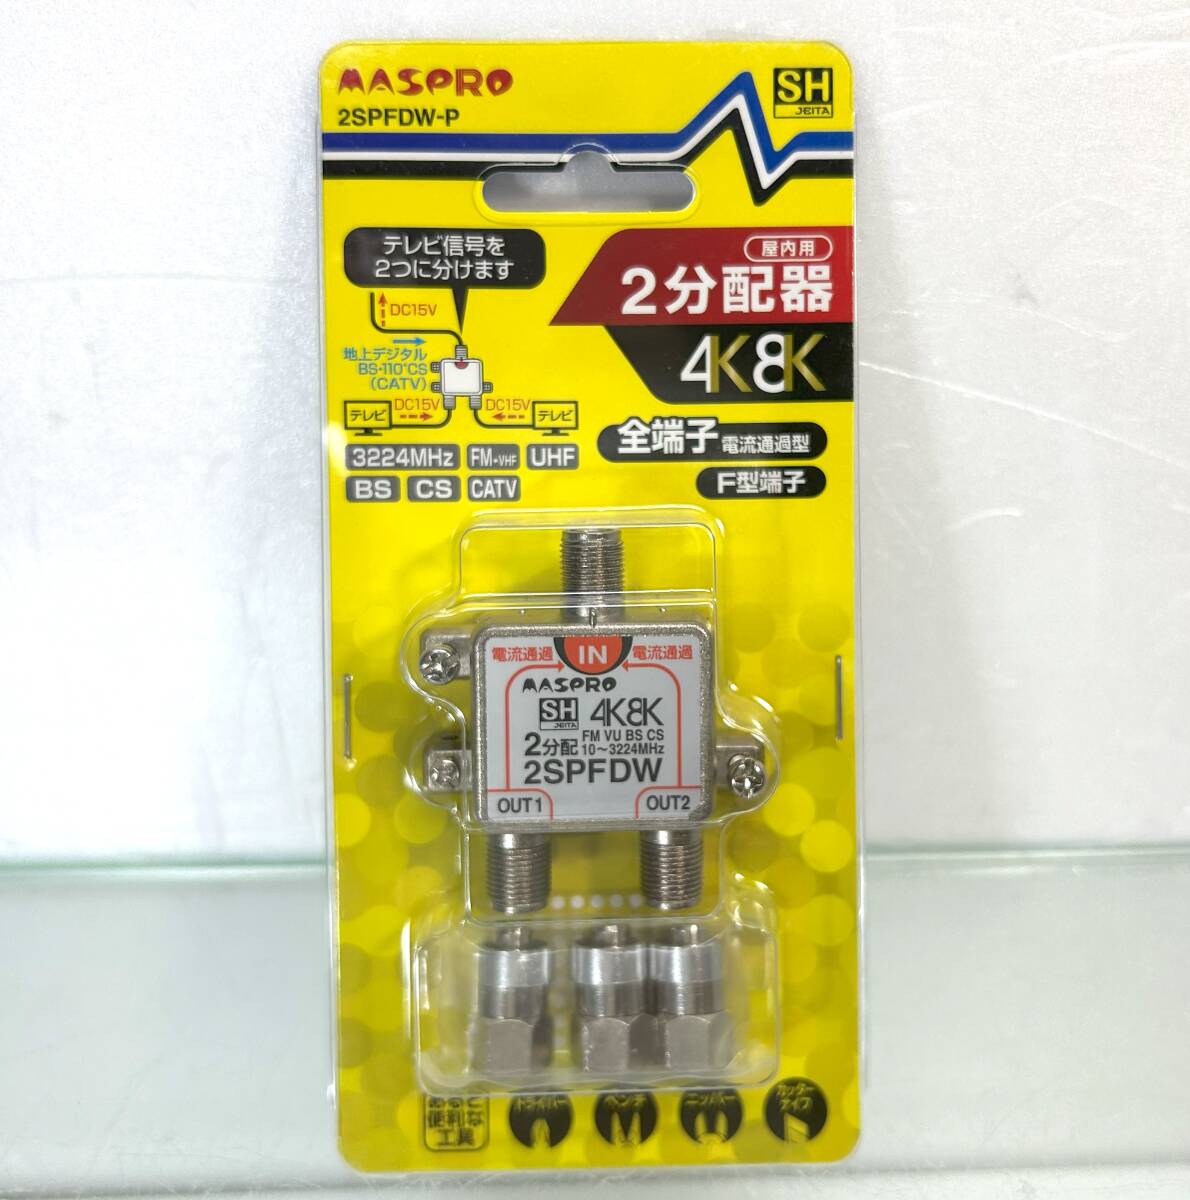 MASPRO
2SPFDW-P
SH
JEITA
テレビ信号を
2つに分けます
DC15V
地上デジタル
BS・110°CS
(CATV)
DC15V
DC15V
テレビ
テレビ
3224MHz
FM・VHF
UHF
BS
CS
CATV
屋内用
2分配器
4K8K
全端子 電流通過型
F型端子
電流通過
IN
電流通過
MASPRO
SH
JEITA
4K8K
2分配
FM VU BS CS
10～3224MHz
2SPFDW
OUT1
OUT2
あると
便利な
工具
ドライバー
ペンチ
ニッパー
カッター
ナイフ